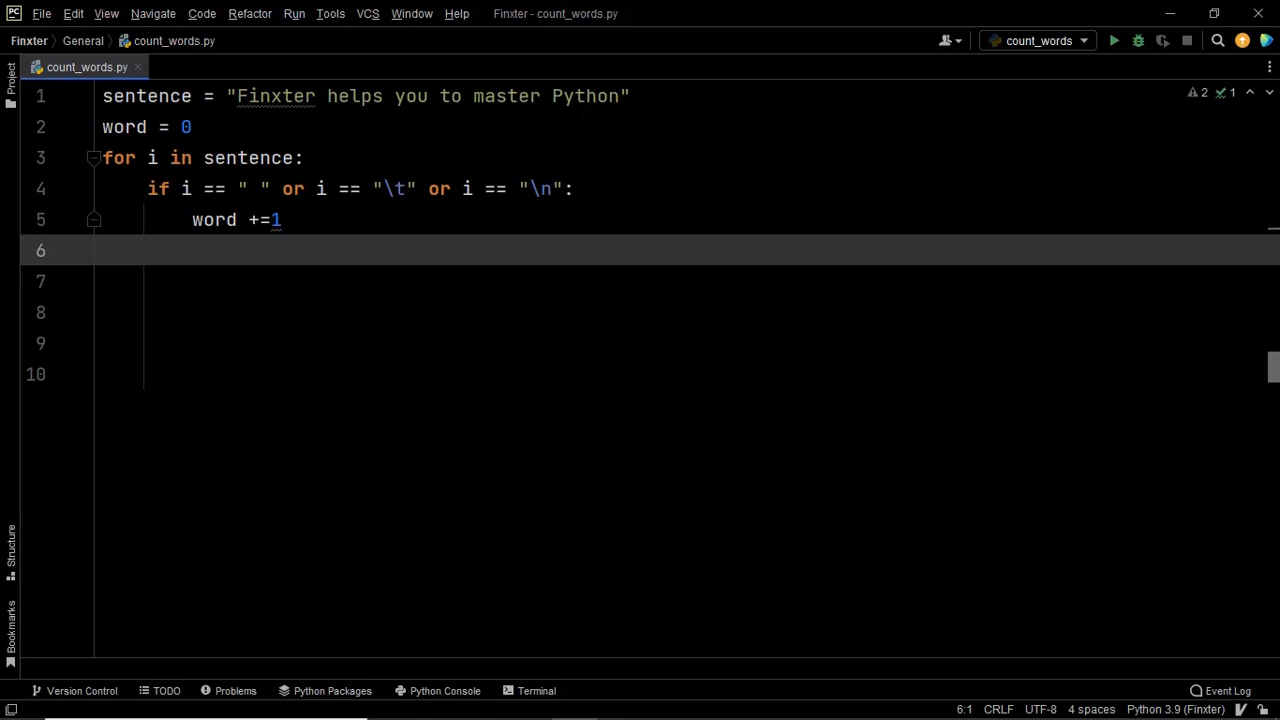 PC File Edit View Navigate Code Refactor Run Tools VCS Window Help Finxter - count_words.py
Finxter General count_words.py count_words
Project
count_words.py
1 sentence = "Finxter helps you to master Python" 2 1
2 word = 0
3 for i in sentence:
4 if i == " " or i == "\t" or i == "\n":
5 word +=1
6
7
8
9
10
Structure
Bookmarks
Version Control TODO Problems Python Packages Python Console Terminal Event Log
6:1 CRLF UTF-8 4 spaces Python 3.9 (Finxter)